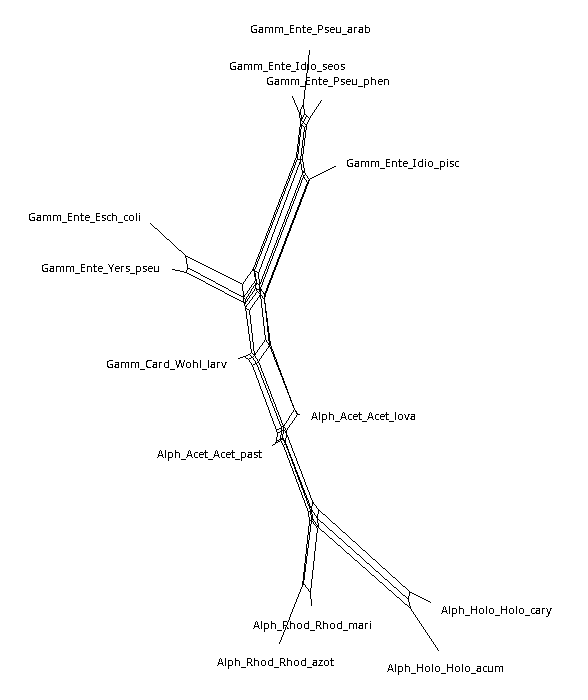 Gamm_Ente_Pseu_arab
Gamm_Ente_Idio_seos
Gamm_Ente_Pseu_phen
Gamm_Ente_Idio_pisc
Gamm_Ente_Esch_coli
Gamm_Ente_Yers_pseu
Gamm_Card_Wohl_larv
Alph_Acet_Acet_lova
Alph_Acet_Acet_past
Alph_Holo_Holo_cary
Alph_Rhod_Rhod_mari
Alph_Rhod_Rhod_azot
Alph_Holo_Holo_acum